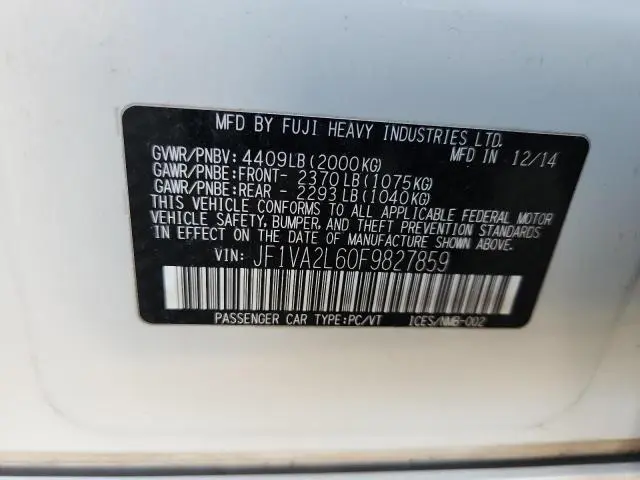 MFD BY FUJI HEAVY INDUSTRIES LTD.
MFD IN 12/14
GVWR/PNBV: 4409LB (2000KG)
GAWR/PNBE:FRONT- 2370LB (1075KG)
GAWR/PNBE:REAR - 2293LB (1040KG)
THIS VEHICLE CONFORMS TO ALL APPLICABLE FEDERAL MOTOR
VEHICLE SAFETY, BUMPER, AND THEFT PREVENTION STANDARDS
IN EFFECT ON THE DATE OF MANUFACTURE SHOWN ABOVE.
VIN: JF1VA2L60F9827859
PASSENGER CAR TYPE:PC/VT ICES/NMB-002